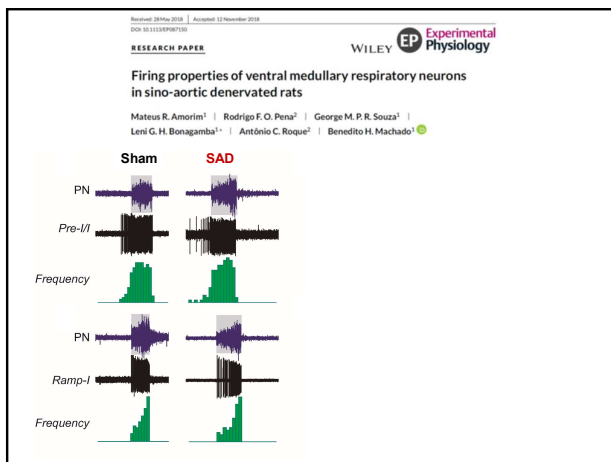 Received: 28 May 2018 | Accepted: 12 November 2018
DOI: 10.1113/EP087150
RESEARCH PAPER
WILEY EP Experimental Physiology
Firing properties of ventral medullary respiratory neurons
in sino-aortic denervated rats
Mateus R. Amorim1 | Rodrigo F. O. Pena2 | George M. P. R. Souza1 |
Leni G. H. Bonagamba1 | Antônio C. Roque2 | Benedito H. Machado1 iD
Sham SAD
PN
Pre-I/I
Frequency
PN
Ramp-I
Frequency